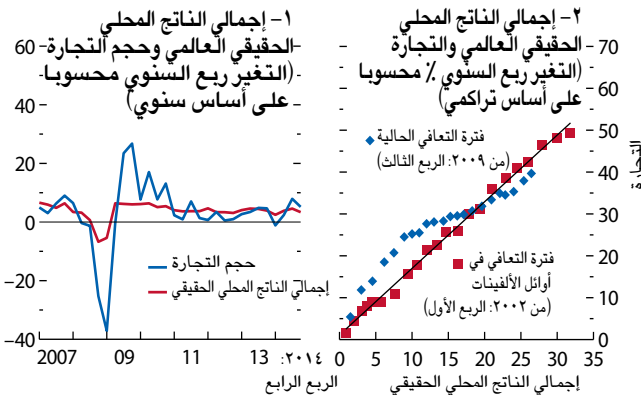 ١- إجمالي الناتج المحلي
الحقيقي العالمي وحجم التجارة
(التغير ربع السنوي محسوبا
على أساس سنوي)
60
40
20
0
–20
–40
حجم التجارة
إجمالي الناتج المحلي الحقيقي
2007
09
11
13
٢٠١٤:
الربع الرابع
٢- إجمالي الناتج المحلي
الحقيقي العالمي والتجارة
(التغير ربع السنوي ٪ محسوبا
على أساس تراكمي)
70
60
50
40
30
20
10
0
التجارة
فترة التعافي الحالية
(من ٢٠٠٩: الربع الثالث)
فترة التعافي في
أوائل الألفينات
(من ٢٠٠٢: الربع الأول)
0
5
10
15
20
25
30
35
إجمالي الناتج المحلي الحقيقي